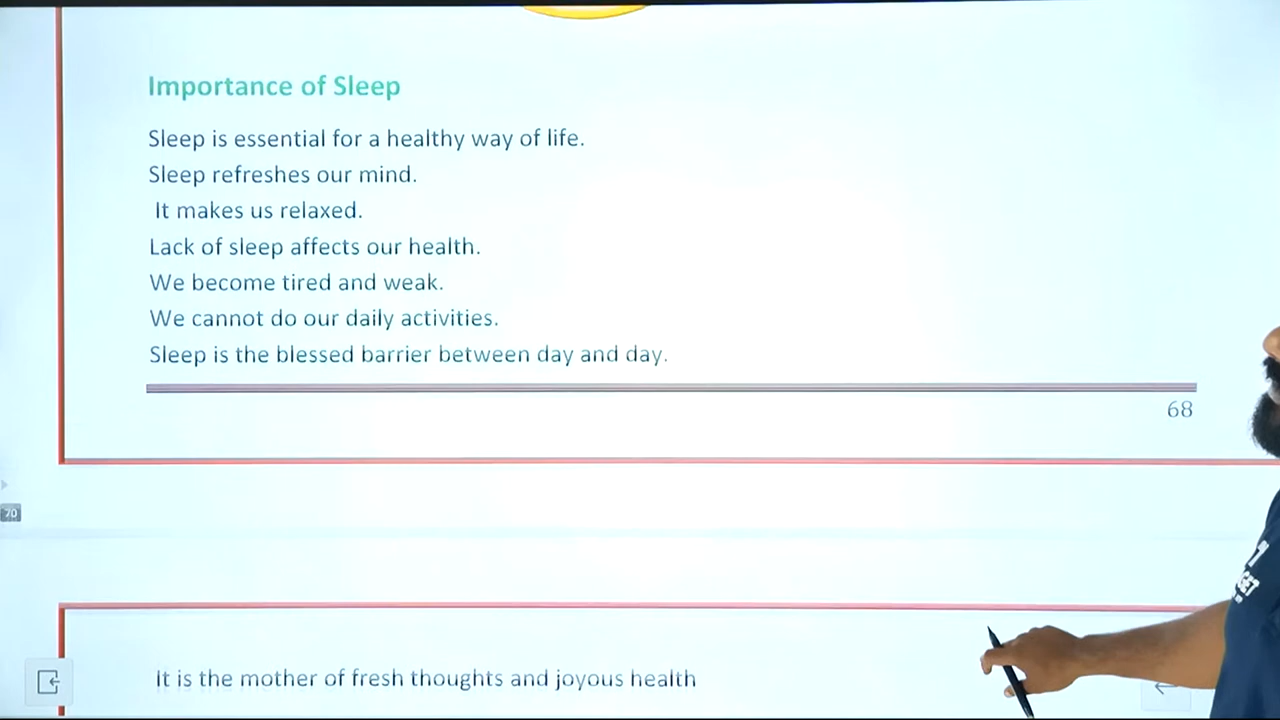 Importance of Sleep
Sleep is essential for a healthy way of life.
Sleep refreshes our mind.
It makes us relaxed.
Lack of sleep affects our health.
We become tired and weak.
We cannot do our daily activities.
Sleep is the blessed barrier between day and day.
68
70
It is the mother of fresh thoughts and joyous health